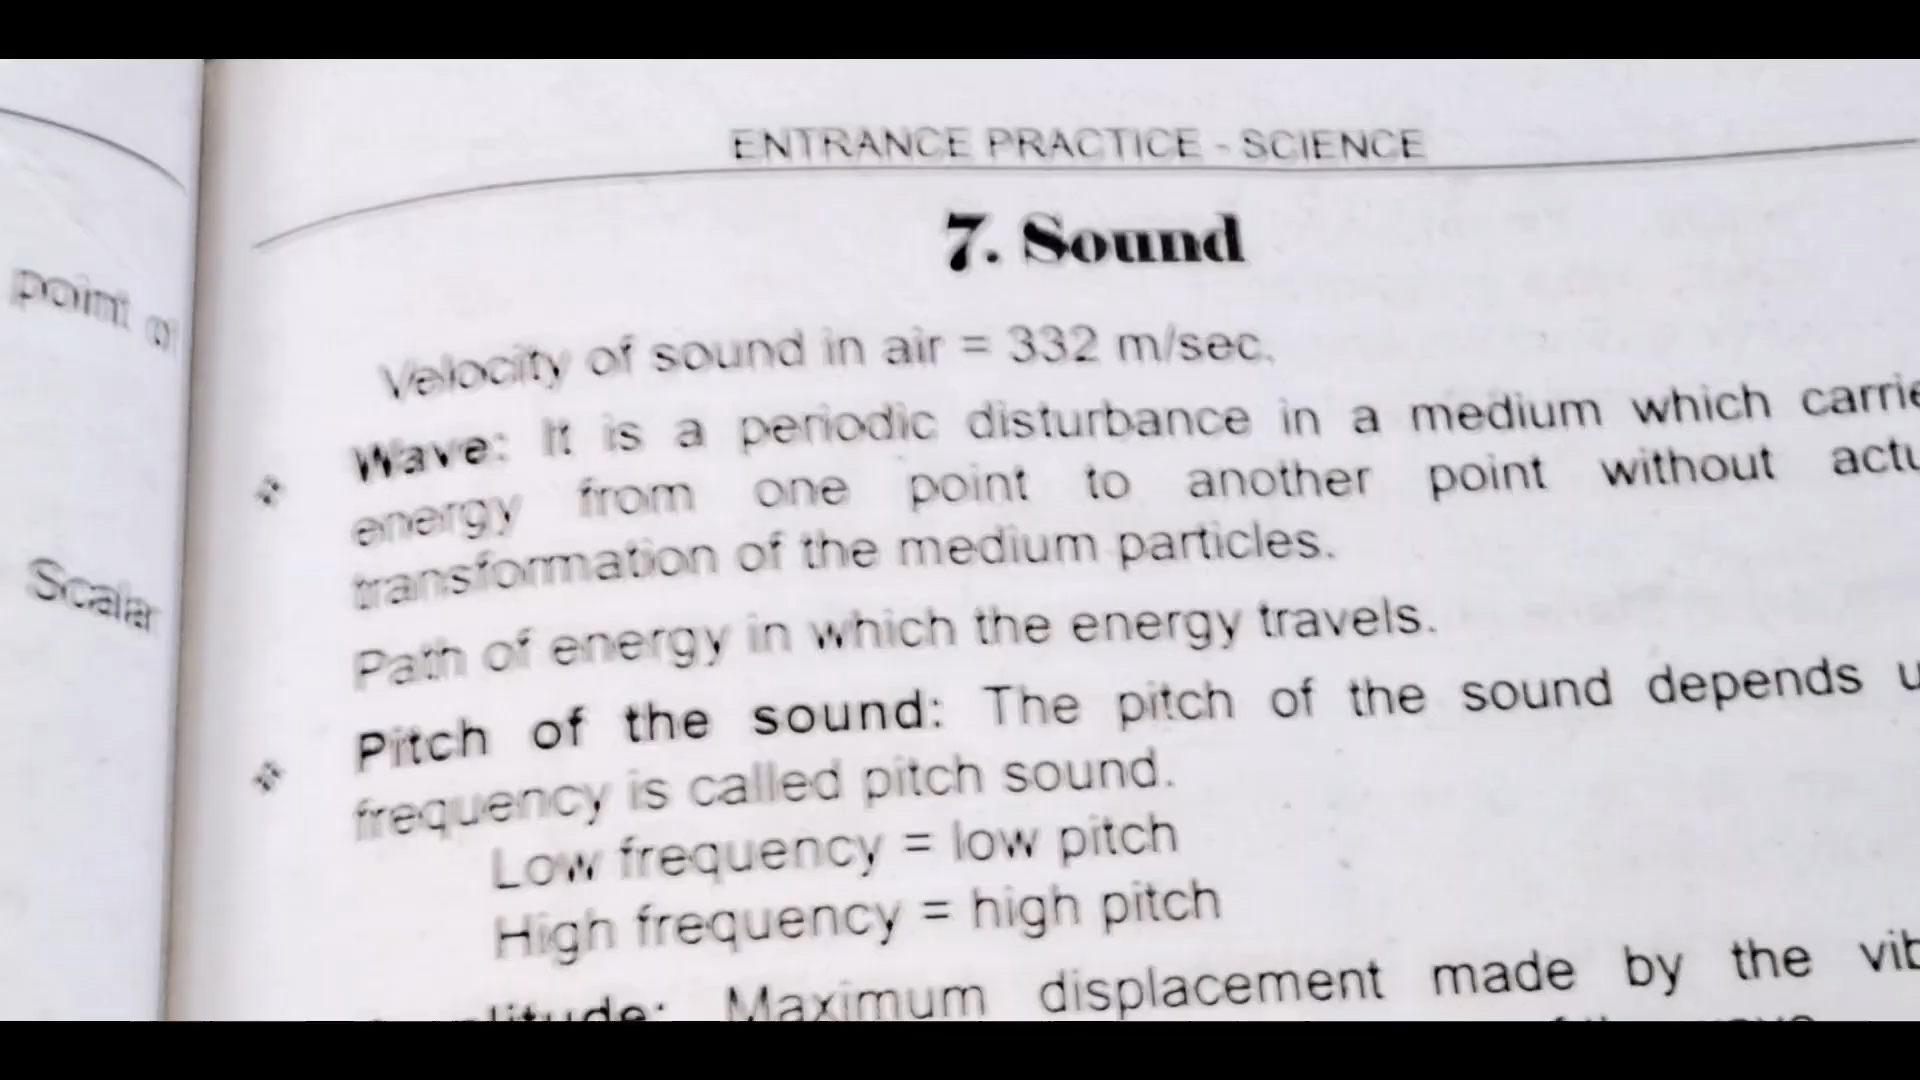 ENTRANCE PRACTICE - SCIENCE
7. Sound
point of
Scalar
Velocity of sound in air = 332 m/sec.
Wave: It is a periodic disturbance in a medium which carrie
energy from one point to another point without actu
transformation of the medium particles.
Path of energy in which the energy travels.
Pitch of the sound: The pitch of the sound depends u
frequency is called pitch sound.
Low frequency = low pitch
High frequency = high pitch
Maximum displacement made by the vib